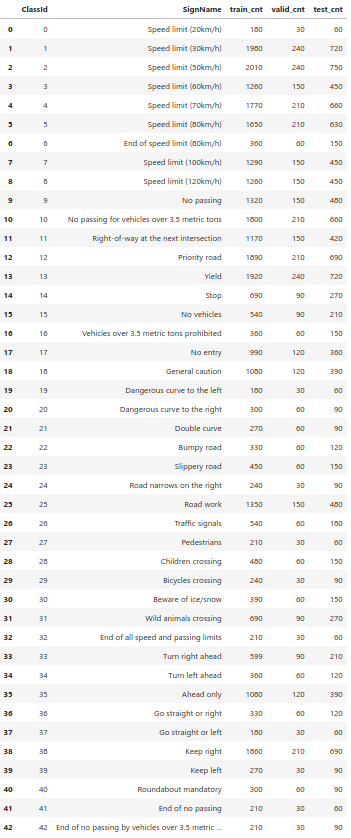 ClassId SignName train_cnt valid_cnt test_cnt
0 0 Speed limit (20km/h) 180 30 60
1 1 Speed limit (30km/h) 1980 240 720
2 2 Speed limit (50km/h) 2010 240 750
3 3 Speed limit (60km/h) 1260 150 450
4 4 Speed limit (70km/h) 1770 210 660
5 5 Speed limit (80km/h) 1650 210 630
6 6 End of speed limit (80km/h) 360 60 150
7 7 Speed limit (100km/h) 1290 150 450
8 8 Speed limit (120km/h) 1260 150 450
9 9 No passing 1320 150 480
10 10 No passing for vehicles over 3.5 metric tons 1800 210 660
11 11 Right-of-way at the next intersection 1170 150 420
12 12 Priority road 1890 210 690
13 13 Yield 1920 240 720
14 14 Stop 690 90 270
15 15 No vehicles 540 90 210
16 16 Vehicles over 3.5 metric tons prohibited 360 60 150
17 17 No entry 990 120 360
18 18 General caution 1080 120 390
19 19 Dangerous curve to the left 180 30 60
20 20 Dangerous curve to the right 300 60 90
21 21 Double curve 270 60 90
22 22 Bumpy road 330 60 120
23 23 Slippery road 450 60 150
24 24 Road narrows on the right 240 30 90
25 25 Road work 1350 150 480
26 26 Traffic signals 540 60 180
27 27 Pedestrians 210 30 60
28 28 Children crossing 480 60 150
29 29 Bicycles crossing 240 30 90
30 30 Beware of ice/snow 390 60 150
31 31 Wild animals crossing 690 90 270
32 32 End of all speed and passing limits 210 30 60
33 33 Turn right ahead 599 90 210
34 34 Turn left ahead 360 60 120
35 35 Ahead only 1080 120 390
36 36 Go straight or right 330 60 120
37 37 Go straight or left 180 30 60
38 38 Keep right 1860 210 690
39 39 Keep left 270 30 90
40 40 Roundabout mandatory 300 60 90
41 41 End of no passing 210 30 60
42 42 End of no passing by vehicles over 3.5 metric ... 210 30 90